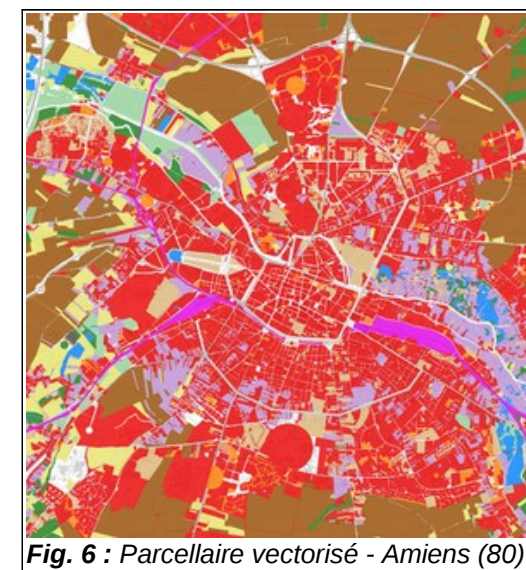 Fig. 6 : Parcellaire vectorisé - Amiens (80)